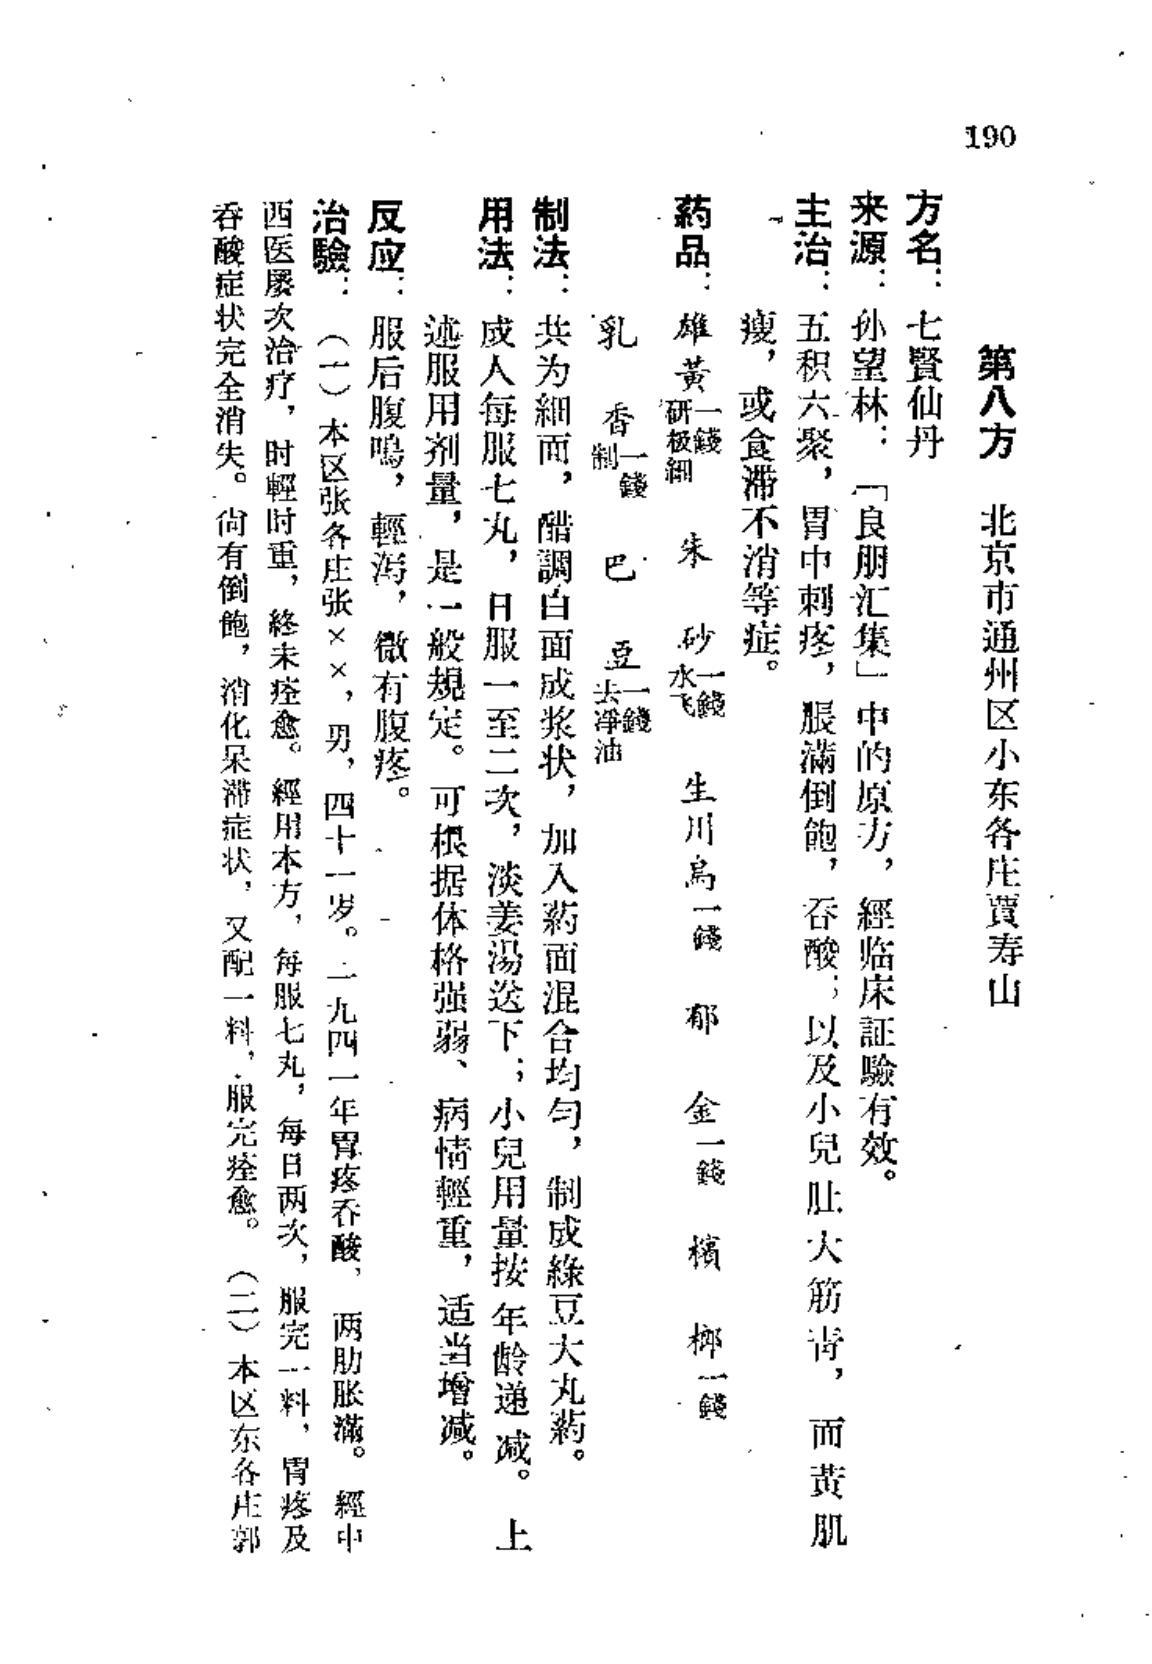 190
第八方　北京市通州区小东各庄賈寿山
方名：七賢仙丹
来源：孙望林：「良朋汇集」中的原方，經临床証驗有效。
主治：五积六聚，胃中刺疼，脹滿倒飽，吞酸；以及小兒肚大筋青，面黃肌
瘦，或食滞不消等症。
葯品：雄黃一錢研极細　朱砂一錢水飞　生川烏一錢　郁金一錢　檳榔一錢
乳香一錢制　巴豆一錢去净油
制法：共为細面，醋調白面成浆状，加入葯面混合均匀，制成綠豆大丸葯。
用法：成人每服七丸，日服一至二次，淡姜湯送下；小兒用量按年龄递减。上
述服用剂量，是一般規定。可根据体格强弱、病情輕重，适当增减。
反应：服后腹鳴，輕泻，微有腹疼。
治驗：（一）本区张各庄张××，男，四十一岁。一九四一年胃疼吞酸，两肋胀滿。經中
西医屡次治疗，时輕时重，終未痊愈。經用本方，每服七丸，每日两次，服完一料，胃疼及
吞酸症状完全消失。尙有倒飽，消化呆滞症状，又配一料，服完痊愈。（二）本区东各庄郭